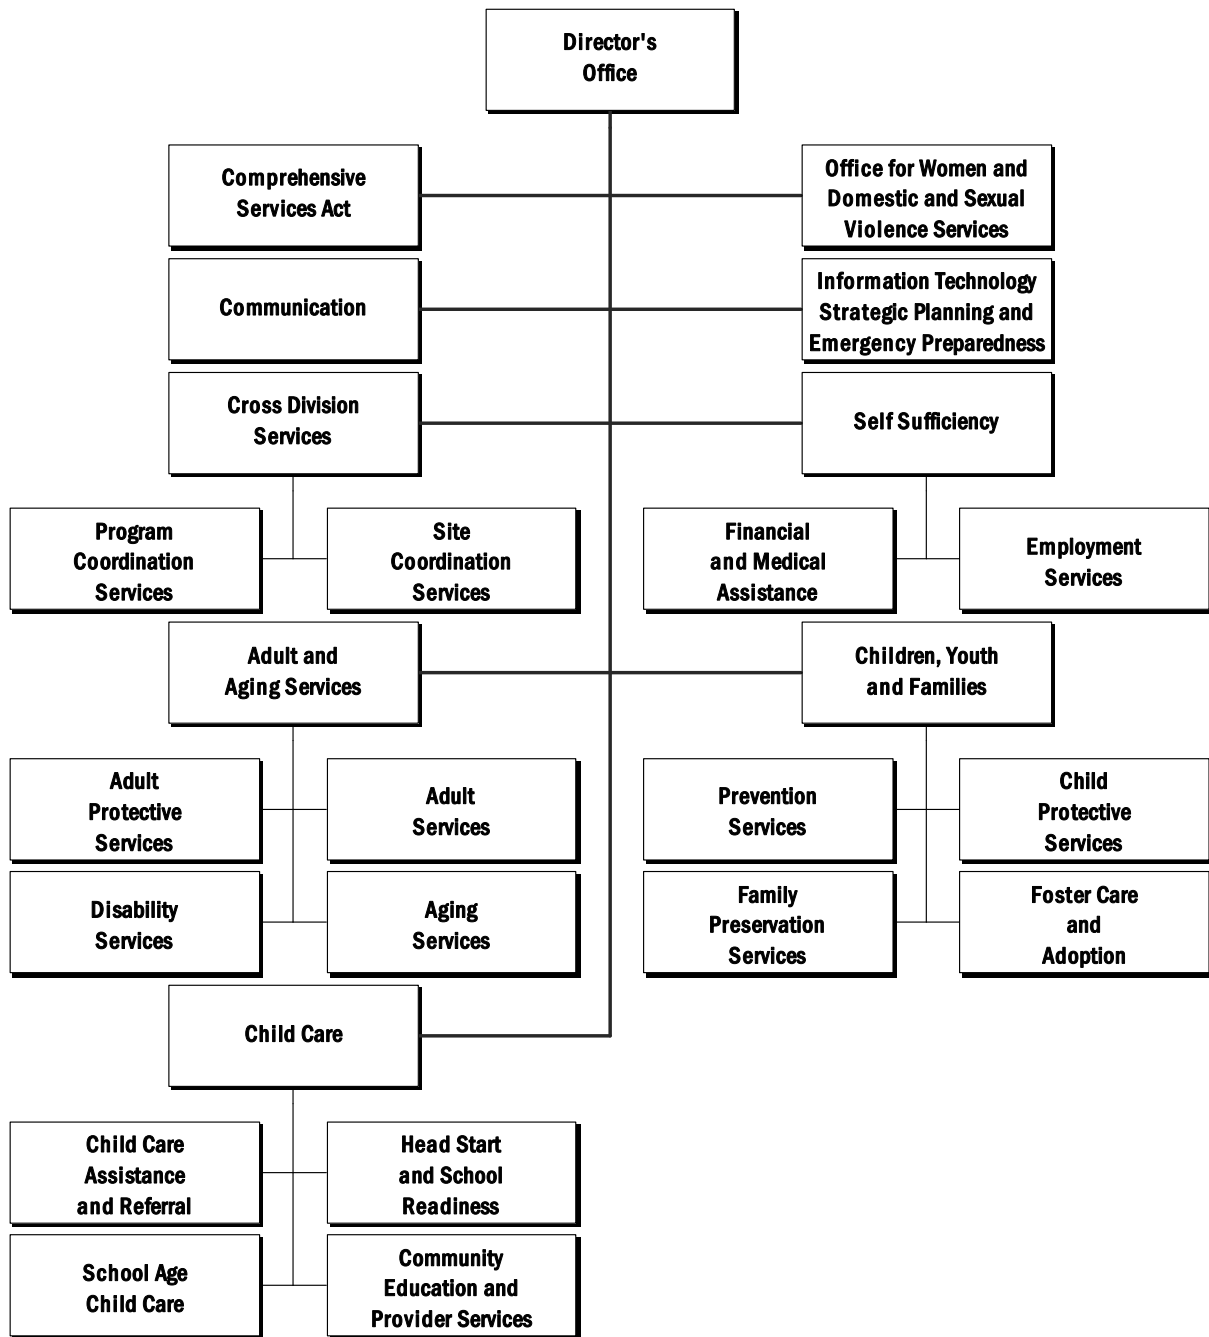 Director's
Office
Comprehensive
Services Act
Office for Women and
Domestic and Sexual
Violence Services
Communication
Information Technology
Strategic Planning and
Emergency Preparedness
Cross Division
Services
Self Sufficiency
Program
Coordination
Services
Site
Coordination
Services
Financial
and Medical
Assistance
Employment
Services
Adult and
Aging Services
Children, Youth
and Families
Adult
Protective
Services
Adult
Services
Prevention
Services
Child
Protective
Services
Disability
Services
Aging
Services
Family
Preservation
Services
Foster Care
and
Adoption
Child Care
Child Care
Assistance
and Referral
Head Start
and School
Readiness
School Age
Child Care
Community
Education and
Provider Services